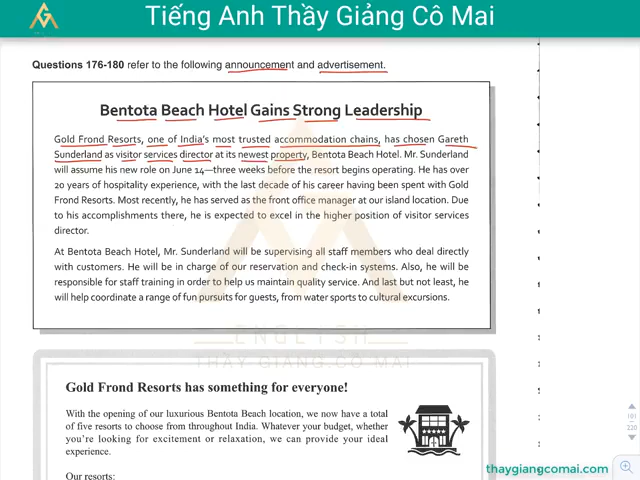 Tiếng Anh Thầy Giảng Cô Mai
Questions 176-180 refer to the following announcement and advertisement.
Bentota Beach Hotel Gains Strong Leadership
Gold Frond Resorts, one of India's most trusted accommodation chains, has chosen Gareth
Sunderland as visitor services director at its newest property, Bentota Beach Hotel. Mr. Sunderland
will assume his new role on June 14—three weeks before the resort begins operating. He has over
20 years of hospitality experience, with the last decade of his career having been spent with Gold
Frond Resorts. Most recently, he has served as the front office manager at our island location. Due
to his accomplishments there, he is expected to excel in the higher position of visitor services
director.
At Bentota Beach Hotel, Mr. Sunderland will be supervising all staff members who deal directly
with customers. He will be in charge of our reservation and check-in systems. Also, he will be
responsible for staff training in order to help us maintain quality service. And last but not least, he
will help coordinate a range of fun pursuits for guests, from water sports to cultural excursions.
ENGLISH
THẦY GIẢNG.CÔ MAI
Gold Frond Resorts has something for everyone!
With the opening of our luxurious Bentota Beach location, we now have a total
of five resorts to choose from throughout India. Whatever your budget, whether
you're looking for excitement or relaxation, we can provide your ideal
experience.
Our resorts:
191
220
thaygiangcomai.com